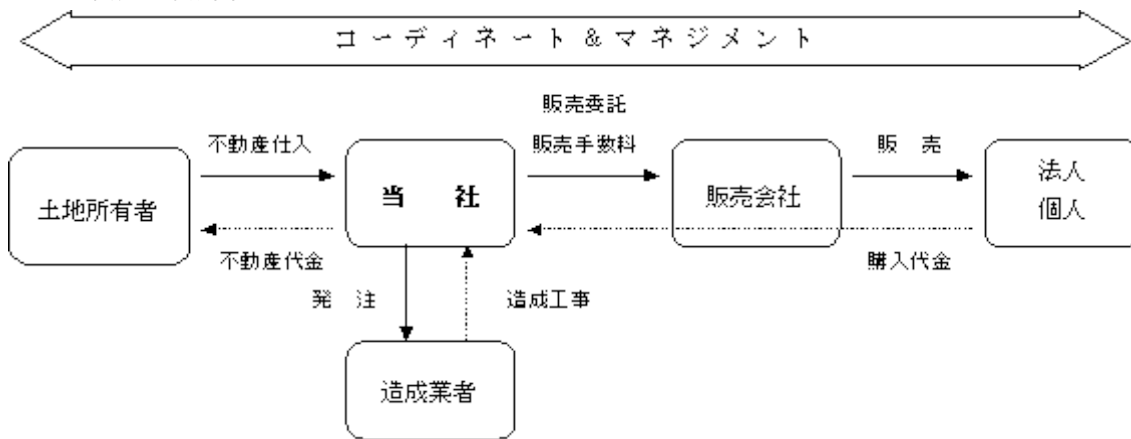 コーディネート＆マネジメント
販売委託
不動産仕入
販売手数料
販　売
土地所有者
当　社
販売会社
法人
個人
不動産代金
購入代金
発　注
造成工事
造成業者